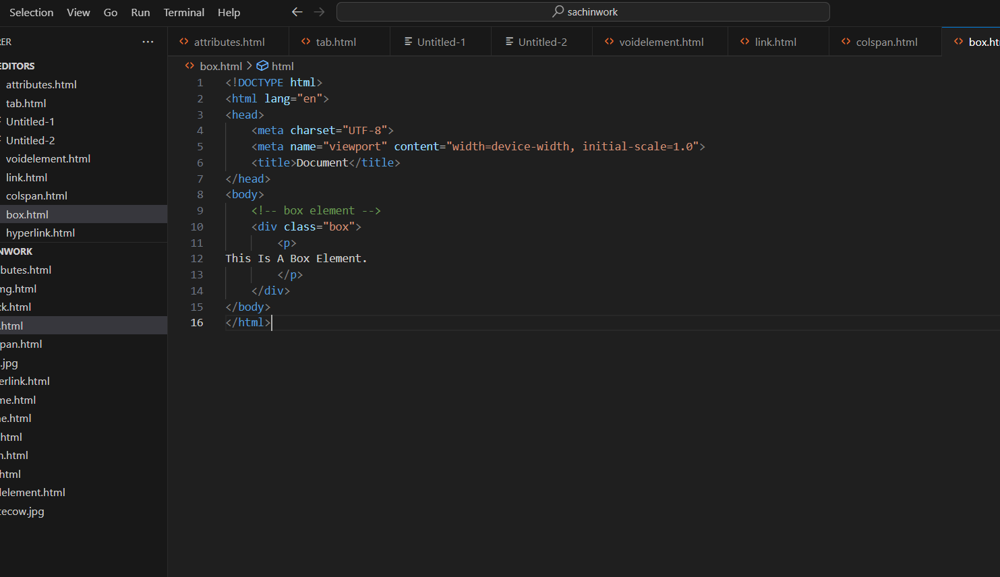 Selection View Go Run Terminal Help
sachinwork
RER
EDITORS
attributes.html
tab.html
Untitled-1
Untitled-2
voidelement.html
link.html
colspan.html
box.html
hyperlink.html
NWORK
butes.html
mg.html
ck.html
.html
pan.html
.jpg
erlink.html
me.html
ne.html
html
n.html
html
delement.html
tecow.jpg
attributes.html tab.html Untitled-1 Untitled-2 voidelement.html link.html colspan.html box.ht
box.html > html
1 <!DOCTYPE html>
2 <html lang="en">
3 <head>
4 <meta charset="UTF-8">
5 <meta name="viewport" content="width=device-width, initial-scale=1.0">
6 <title>Document</title>
7 </head>
8 <body>
9 <!-- box element -->
10 <div class="box">
11 <p>
12 This Is A Box Element.
13 </p>
14 </div>
15 </body>
16 </html>